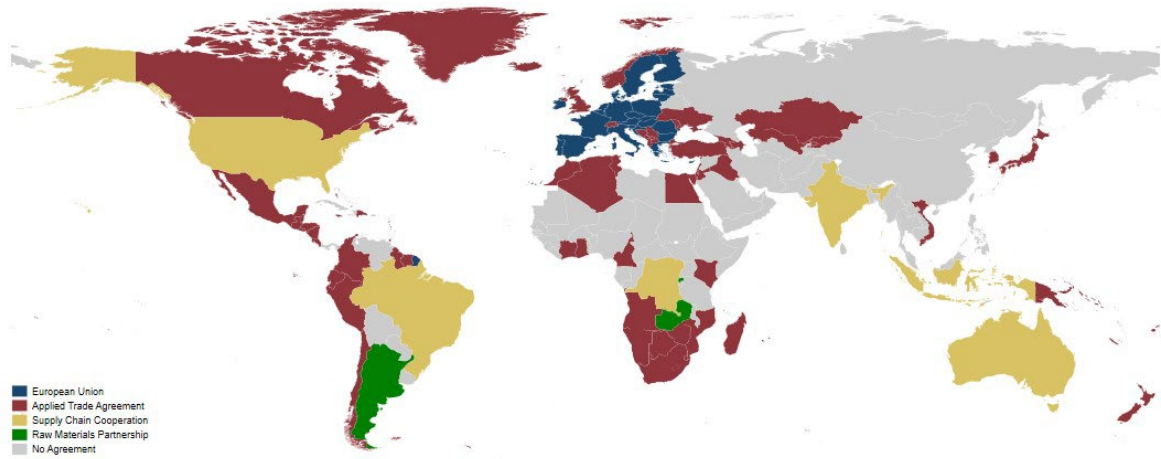 European Union
Applied Trade Agreement
Supply Chain Cooperation
Raw Materials Partnership
No Agreement